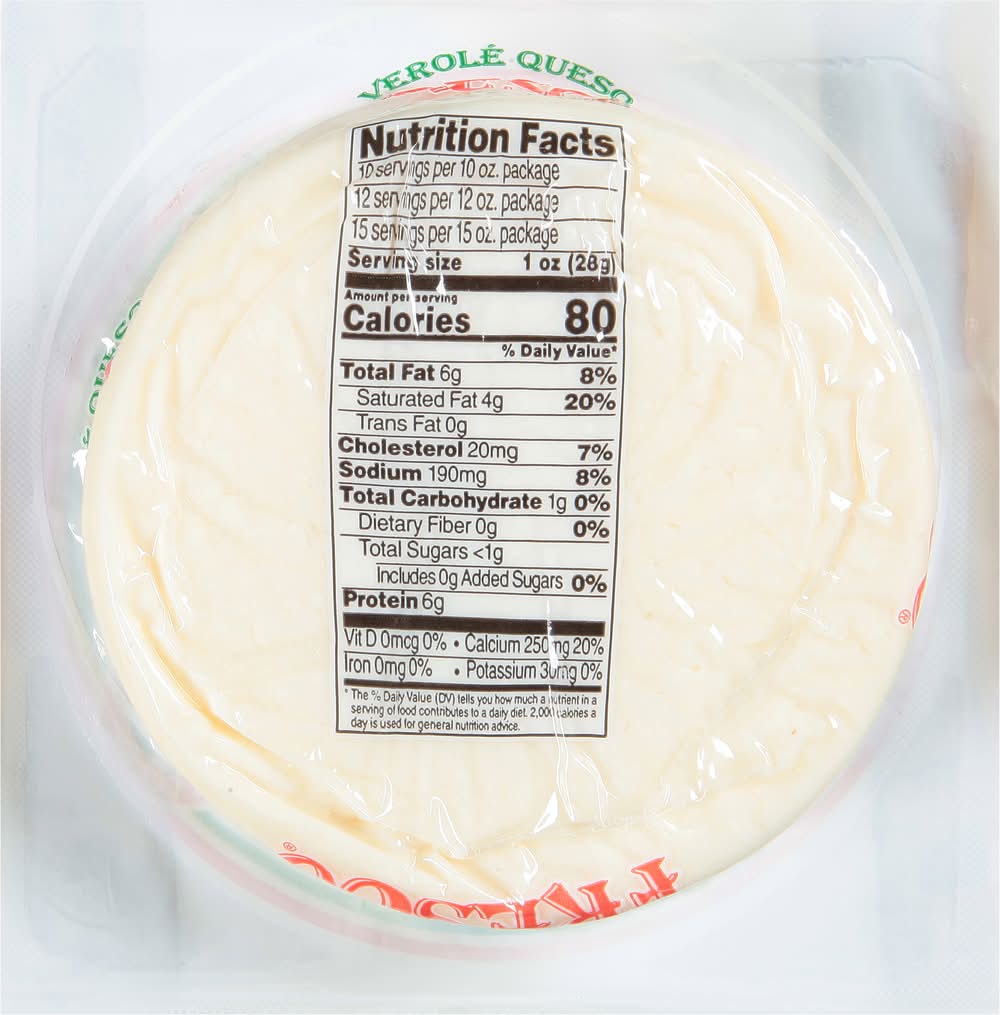 VEROLÉ QUESO
Nutrition Facts
10 servings per 10 oz. package
12 servings per 12 oz. package
15 servings per 15 oz. package
Serving size 1 oz (28g)
Amount per serving
Calories 80
% Daily Value*
Total Fat 6g 8%
Saturated Fat 4g 20%
Trans Fat 0g
Cholesterol 20mg 7%
Sodium 190mg 8%
Total Carbohydrate 1g 0%
Dietary Fiber 0g 0%
Total Sugars <1g
Includes 0g Added Sugars 0%
Protein 6g
Vit D 0mcg 0% • Calcium 250mg 20%
Iron 0mg 0% • Potassium 30mg 0%
* The % Daily Value (DV) tells you how much a nutrient in a
serving of food contributes to a daily diet. 2,000 calories a
day is used for general nutrition advice.